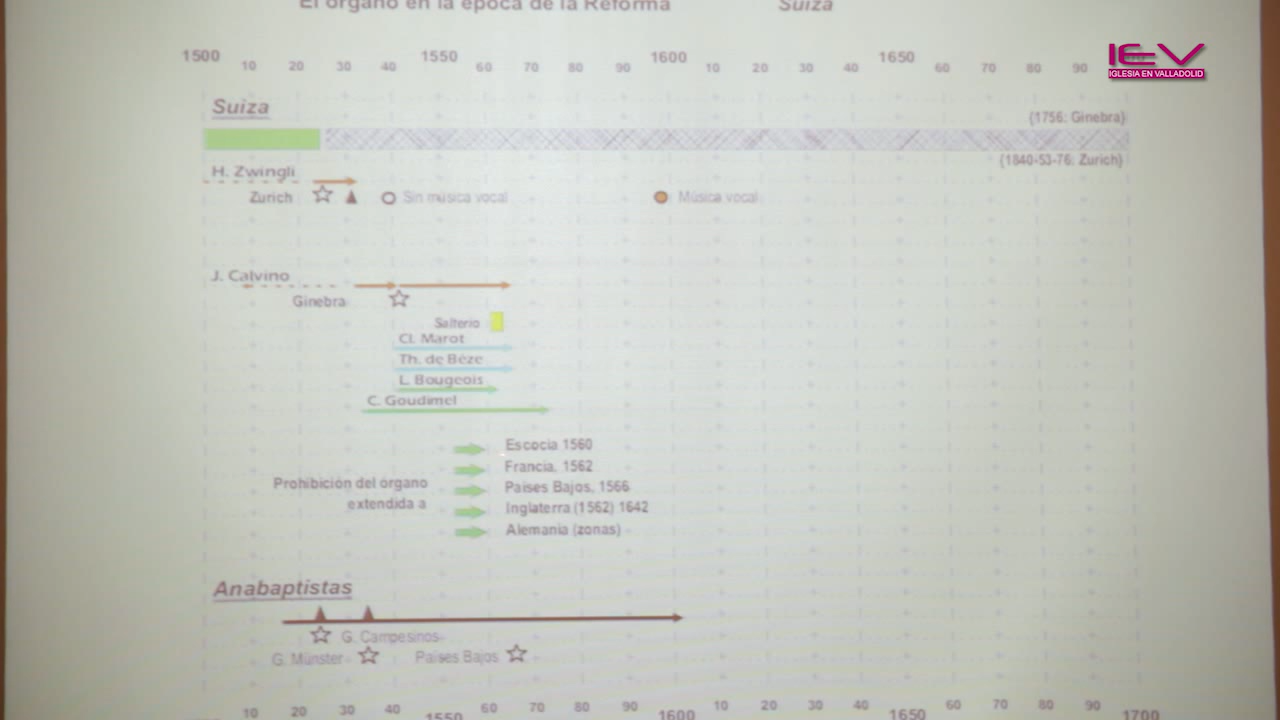 El órgano en la época de la Reforma Suiza
1500 10 20 30 40 1550 60 70 80 90 1600 10 20 30 40 1650 60 70 80 90
IEV
IGLESIA EN VALLADOLID
Suiza
(1756: Ginebra)
(1840-53-76: Zurich)
H. Zwingli
Zurich Sin música vocal Música vocal
J. Calvino
Ginebra
Salterio
Cl. Marot
Th. de Bèze
L. Bougeois
C. Goudimel
Escocia 1560
Francia, 1562
Prohibición del órgano
Países Bajos, 1566
extendida a
Inglaterra (1562) 1642
Alemania (zonas)
Anabaptistas
G. Campesinos
G. Münster Países Bajos
10 20 30 40 1550 60 70 80 90 1600 10 20 30 40 1650 60 70 80 90 1700